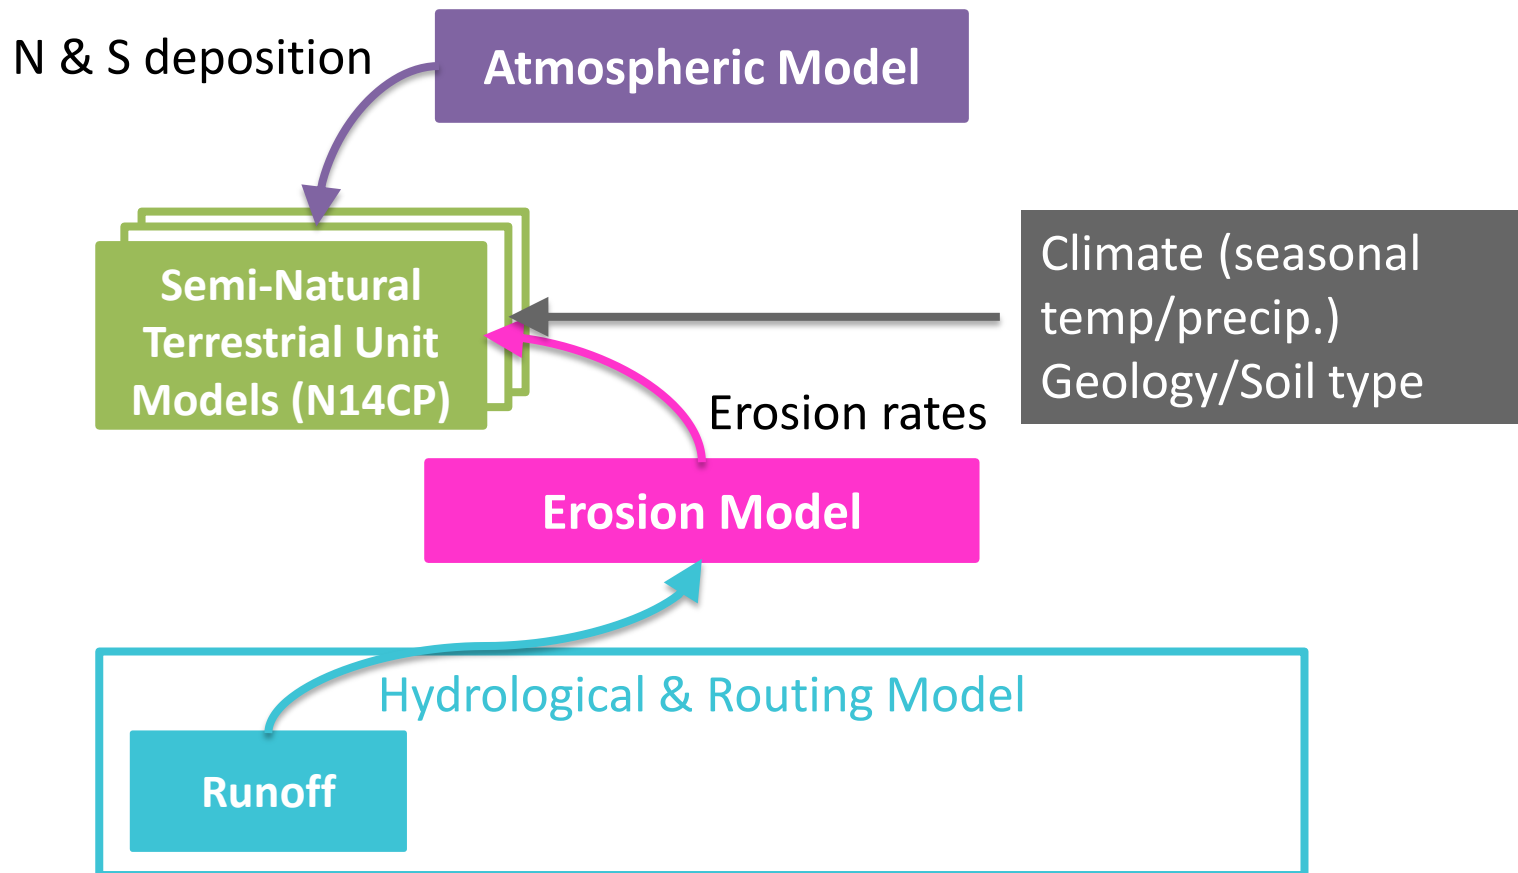 N & S deposition
Atmospheric Model
Semi-Natural
Terrestrial Unit
Models (N14CP)
Climate (seasonal
temp/precip.)
Geology/Soil type
Erosion rates
Erosion Model
Hydrological & Routing Model
Runoff